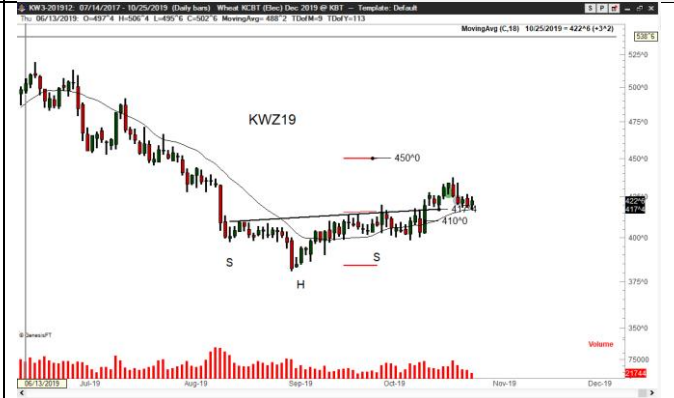 KW3-201912: 07/14/2017 - 10/25/2019 (Daily bars) Wheat KCBT (Elec) Dec 2019 @ KBT -- Template: Default
S P
Thu 06/13/2019: O=497^4 H=506^4 L=495^6 C=502^6 MovingAvg= 488^2 TDofM=9 TDofY=113
MovingAvg (C,18) 10/25/2019 = 422^6 (+3^2)
538^6
525^0
500^0
KWZ19
475^0
450^0
450^0
422^6
417^4
417^4
410^0
400^0
S
S
H
375^0
350^0
© GenesisFT
Volume
75000
21744
06/13/2019 Jul-19 Aug-19 Sep-19 Oct-19 Nov-19 Dec-19